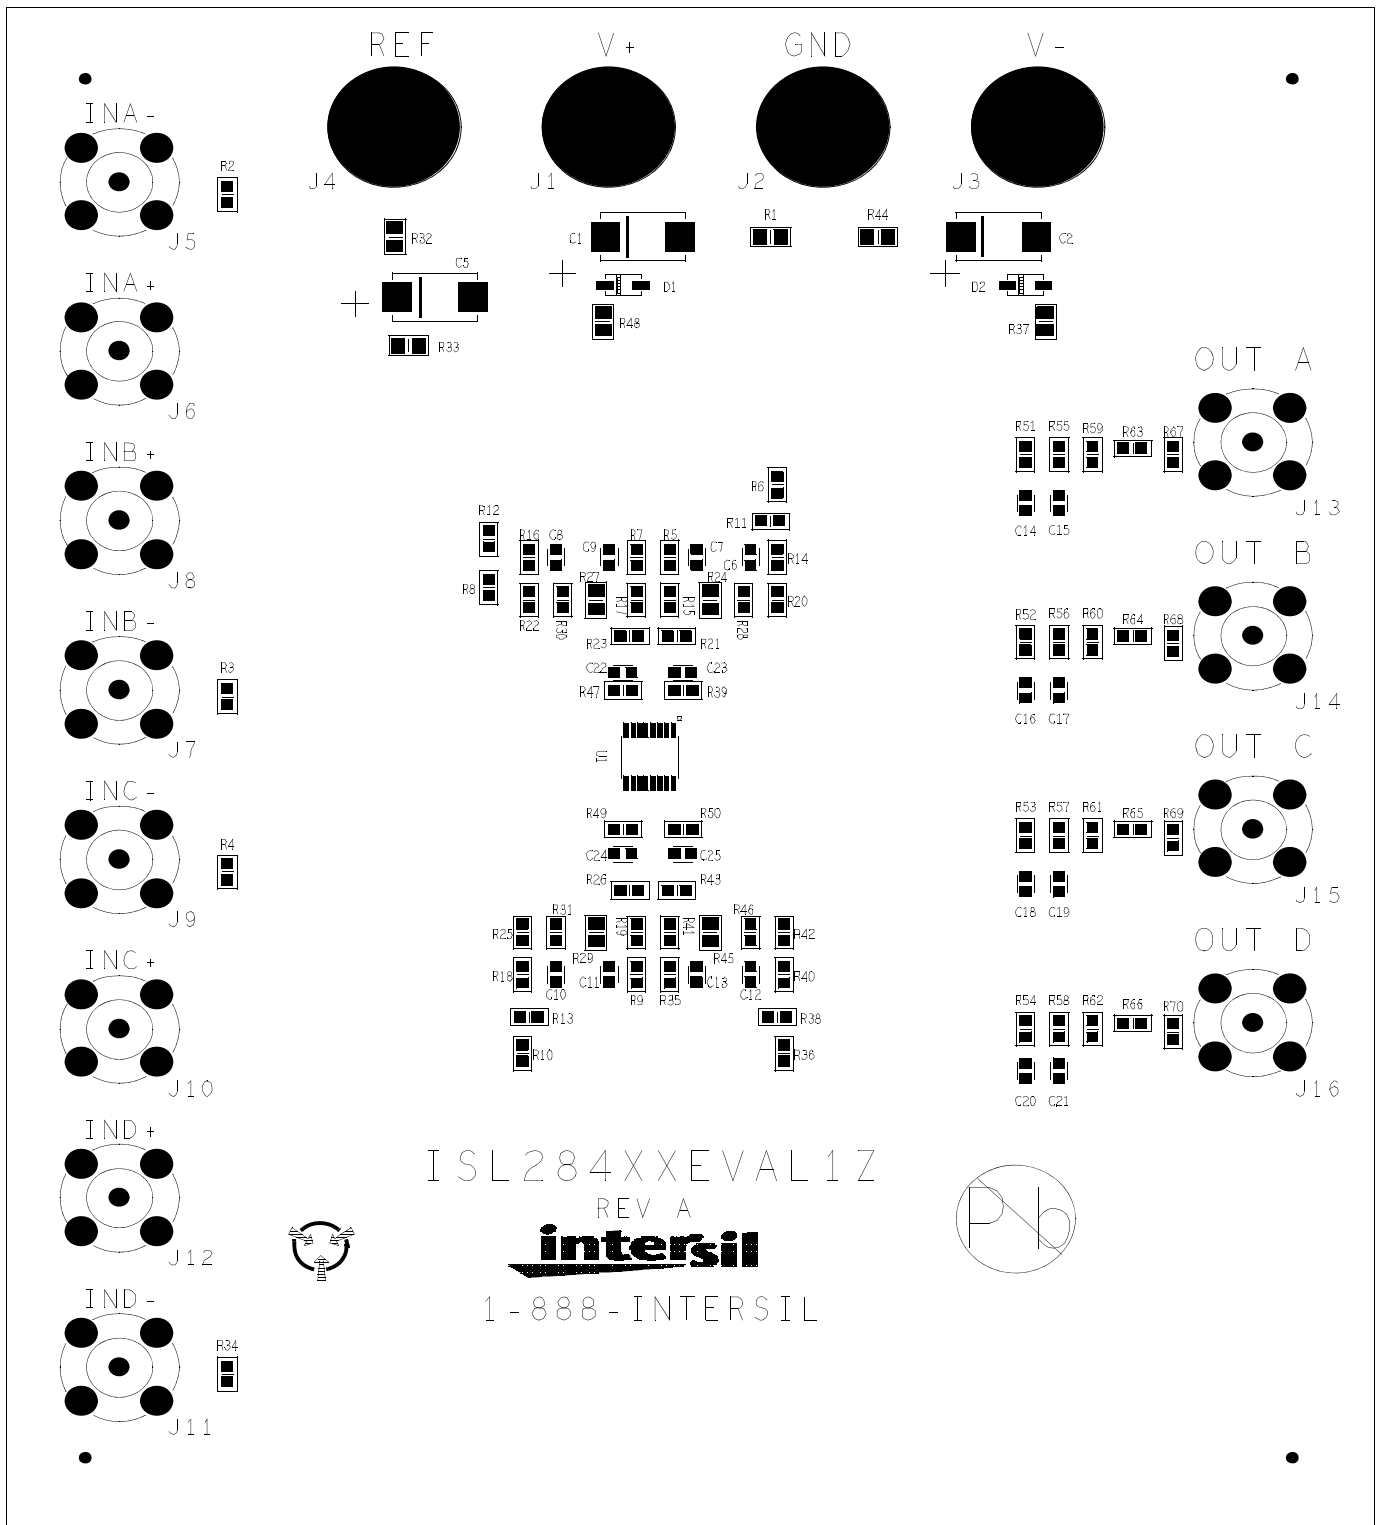 REF V+ GND V-
INA-
R2
J4 J1 J2 J3
J5
R32 C1 R1 R44 C2
C5
INA+
D1 D2
R48 R37
R33
J6
OUT A
INB+
R51 R55 R59 R63 R67
R6
J13
R12 R11
C14 C15
R16 C8 C9 R7 R5 C7 C6 R14
OUT B
J8
R8 R27 R24
R22 R30 R17 R15 R28 R20
INB-
R52 R56 R60 R64 R68
R23 R21
R3
C22 C23
R47 R39
J14
C16 C17
J7
U1
OUT C
INC-
R49 R50
R53 R57 R61 R65 R69
R4
C24 C25
R26 R43
C18 C19
J15
J9
R31 R19 R41 R46
R25 R42
OUT D
INC+
R29 R45
R18 C10 C11 R9 R35 C13 C12 R40
R54 R58 R62 R66 R70
R13 R38
R10 R36
J10
J16
C20 C21
IND+
ISL284XXEVAL1Z
REV A
Pb
intersil
J12
1-888-INTERSIL
IND-
R34
J11